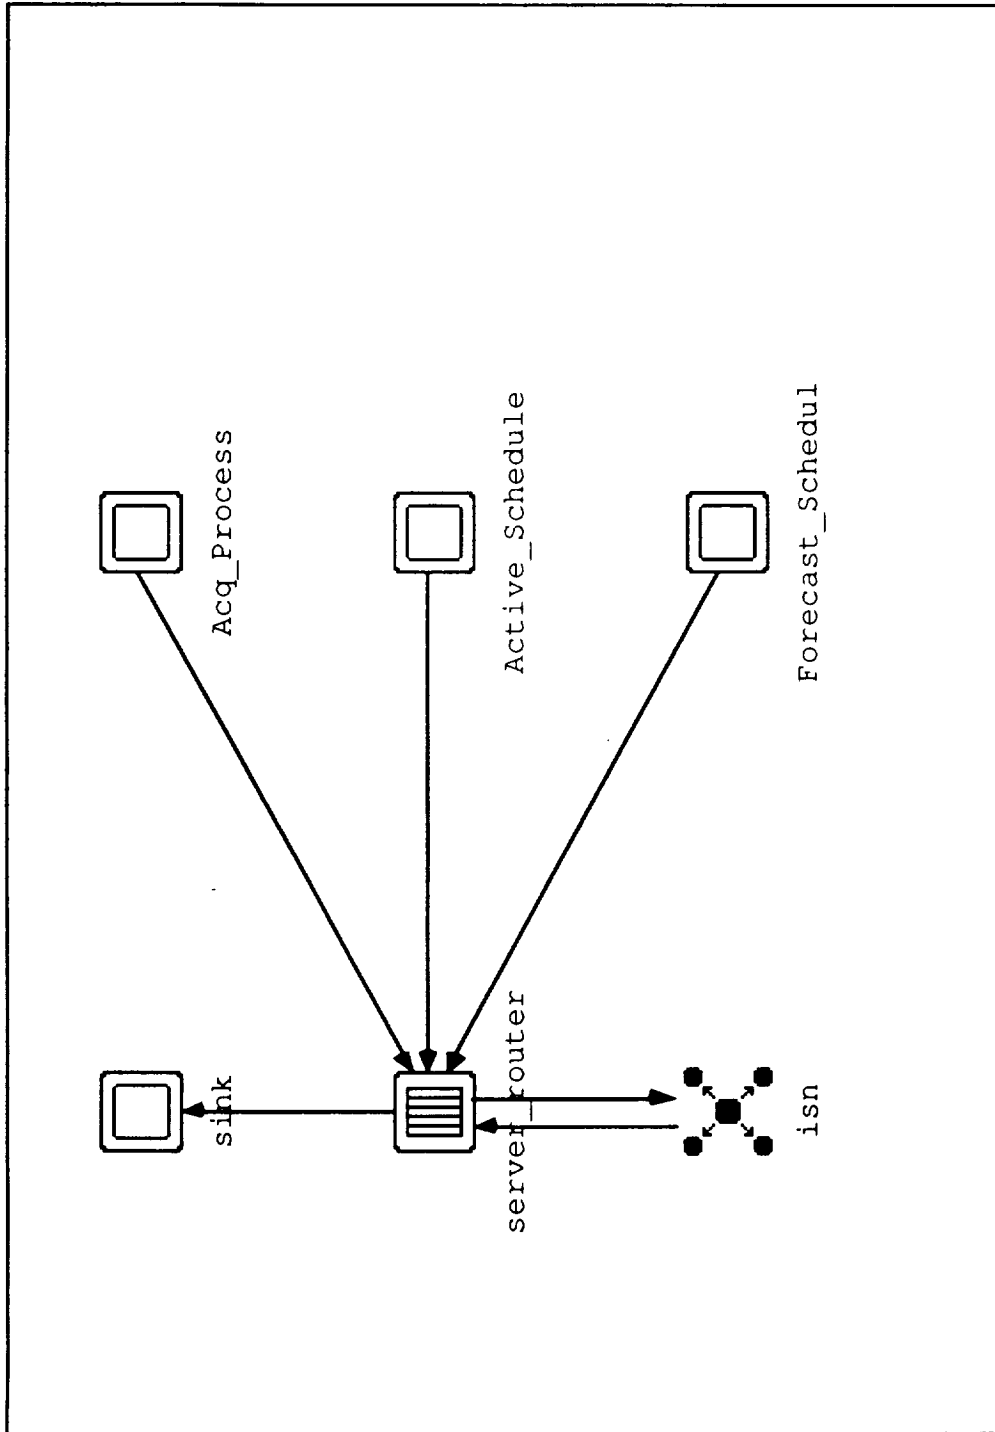 sink
Acq_Process
server_router
Active_Schedule
isn
Forecast_Schedul